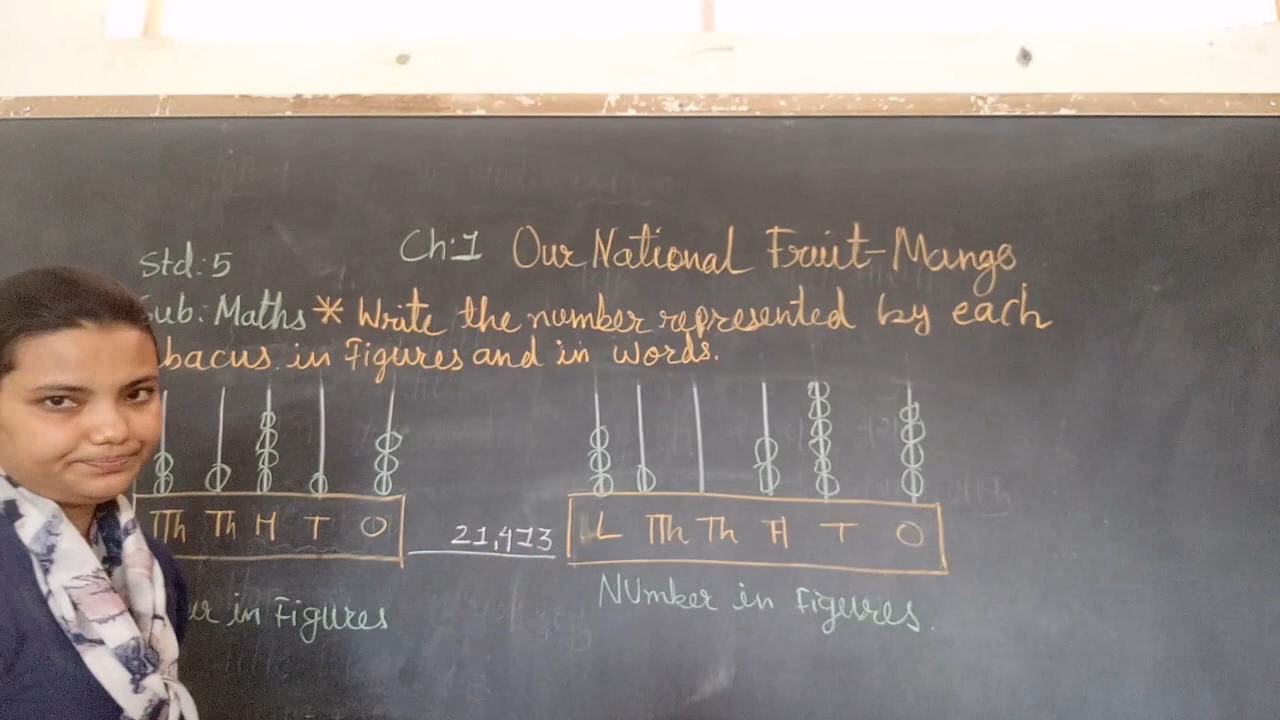 Std: 5
Ch:1 Our National Fruit-Mango
Sub: Maths * Write the number represented by each
bacus in Figures and in words.
TTh Th H T O
21,413
L TTh Th H T O
in Figures
NUmber in Figures.